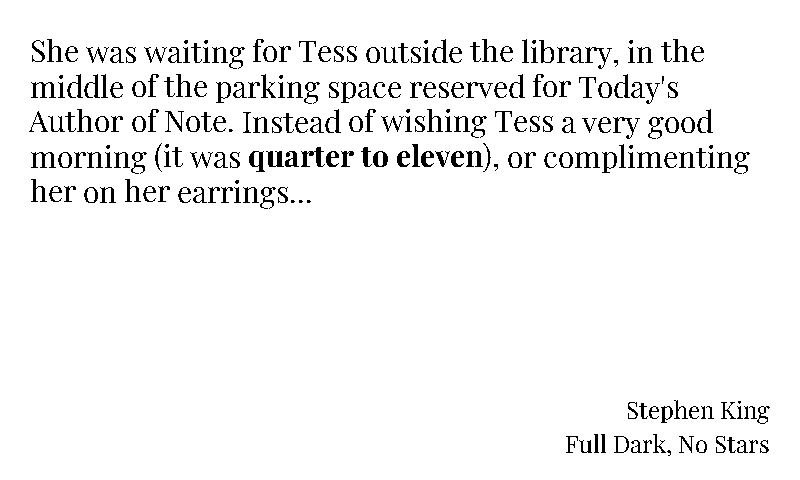 She was waiting for Tess outside the library, in the
middle of the parking space reserved for Today's
Author of Note. Instead of wishing Tess a very good
morning (it was quarter to eleven), or complimenting
her on her earrings...
Stephen King
Full Dark, No Stars